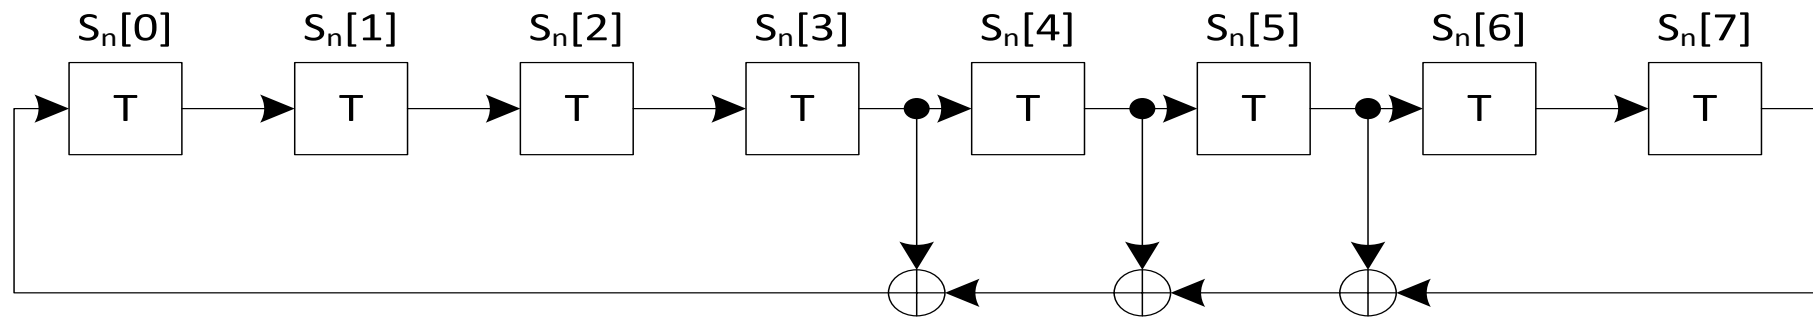 Sn[0] Sn[1] Sn[2] Sn[3] Sn[4] Sn[5] Sn[6] Sn[7]
T T T T T T T T